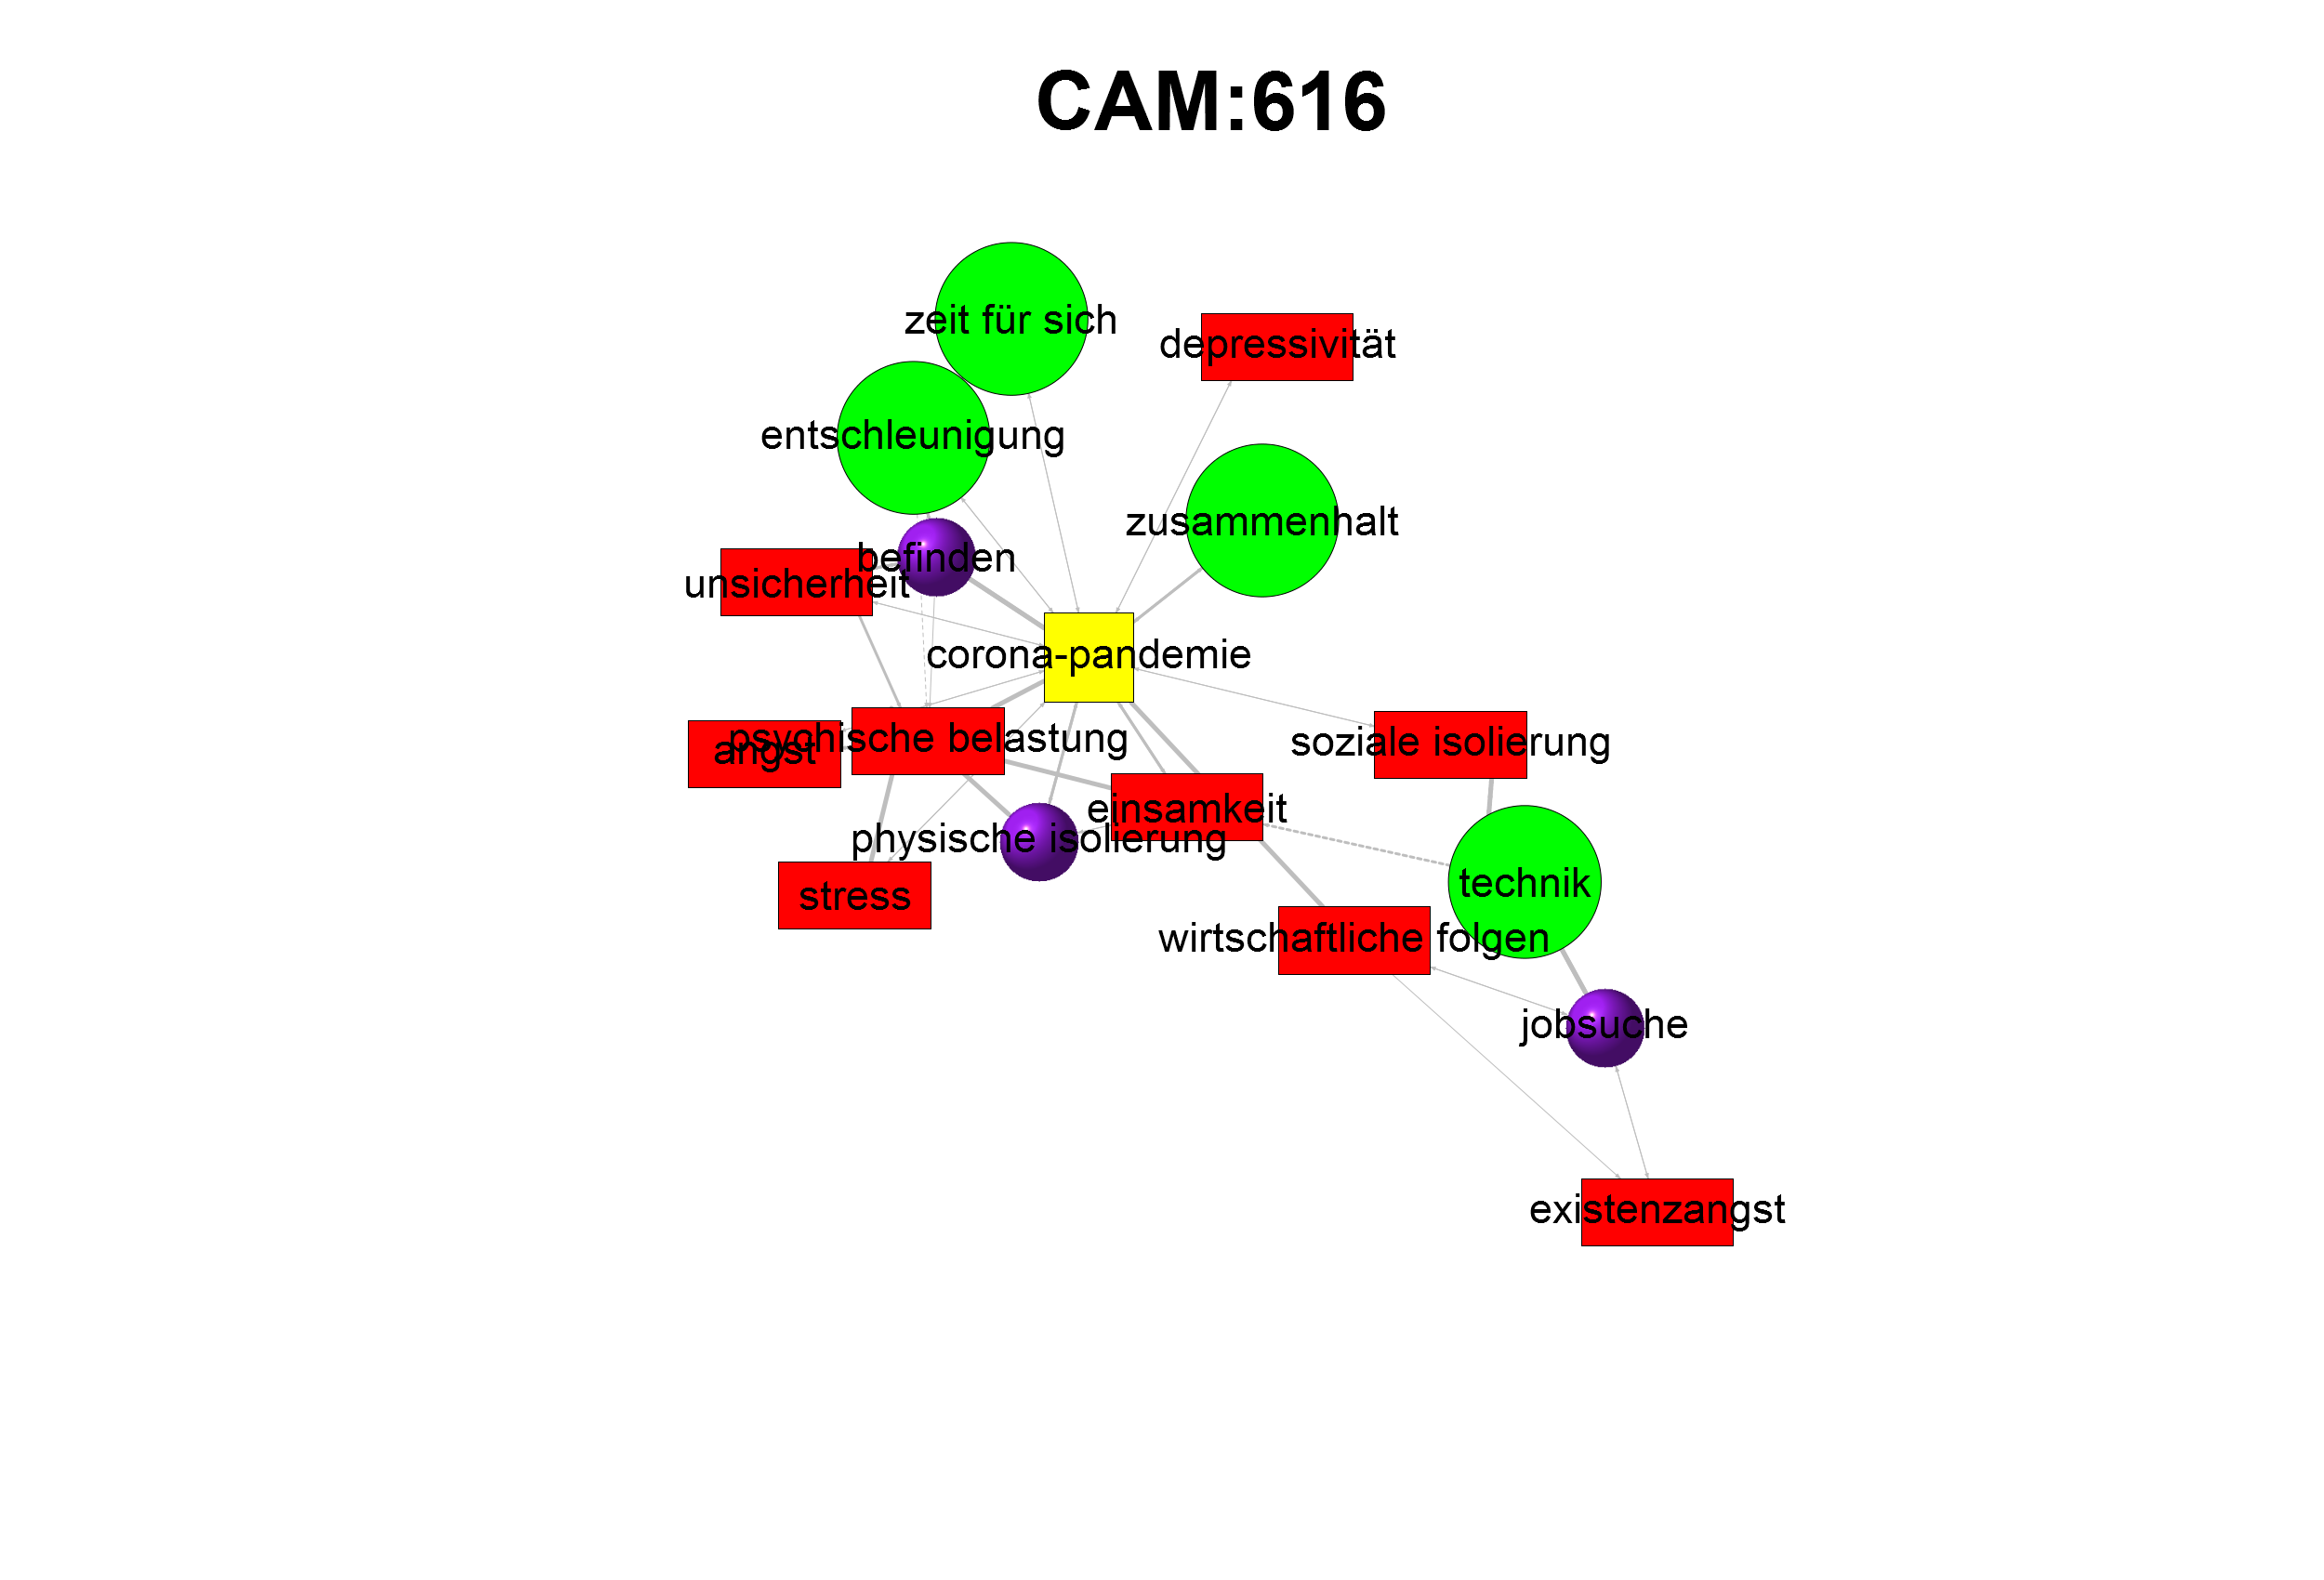 CAM:616
zeit für sich
depressivität
entschleunigung
zusammenhalt
befinden
unsicherheit
corona-pandemie
psychische belastung
angst
soziale isolierung
einsamkeit
physische isolierung
technik
stress
wirtschaftliche folgen
jobsuche
existenzangst